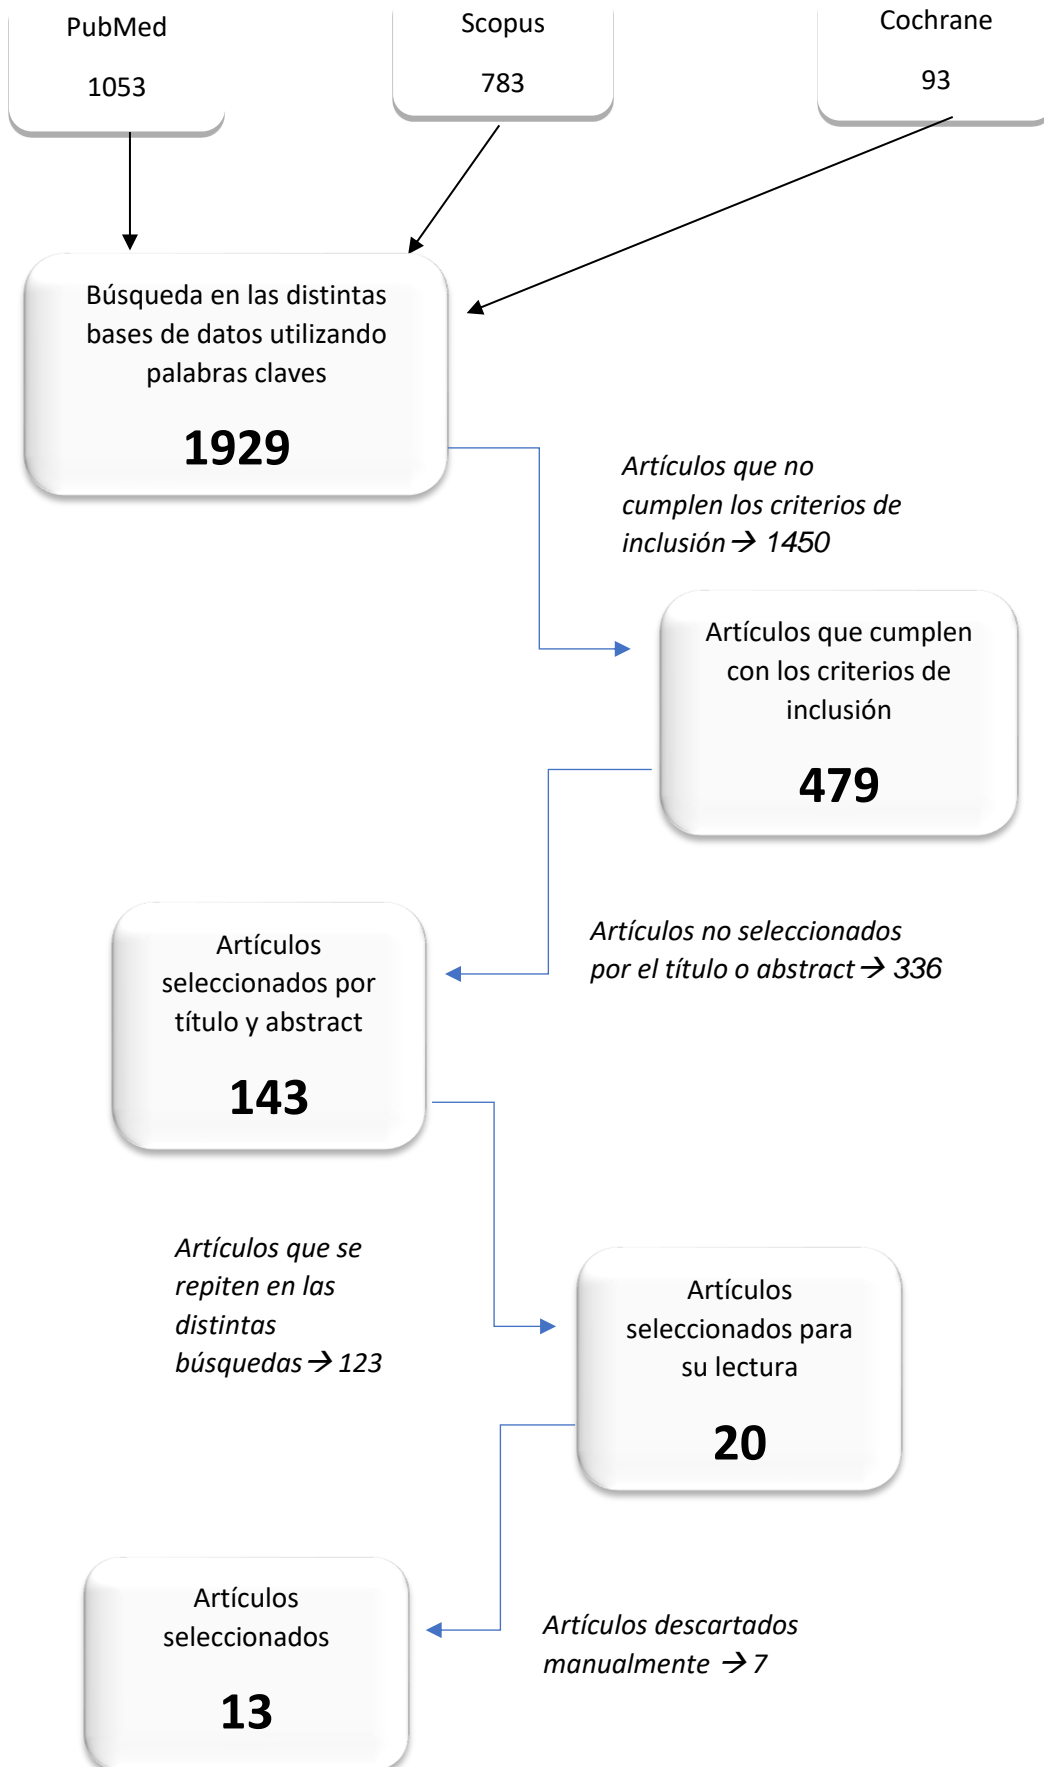 PubMed
1053
Scopus
783
Cochrane
93
Búsqueda en las distintas
bases de datos utilizando
palabras claves
1929
Artículos que no
cumplen los criterios de
inclusión → 1450
Artículos que cumplen
con los criterios de
inclusión
479
Artículos no seleccionados
por el título o abstract → 336
Artículos
seleccionados por
título y abstract
143
Artículos que se
repiten en las
distintas
búsquedas → 123
Artículos
seleccionados para
su lectura
20
Artículos descartados
manualmente → 7
Artículos
seleccionados
13